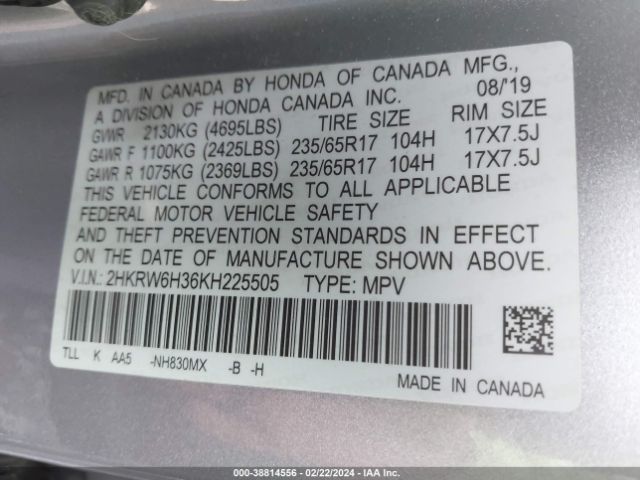 MFD. IN CANADA BY HONDA OF CANADA MFG., 08/'19
A DIVISION OF HONDA CANADA INC.
GVWR 2130KG (4695LBS) TIRE SIZE RIM SIZE
GAWR F 1100KG (2425LBS) 235/65R17 104H 17X7.5J
GAWR R 1075KG (2369LBS) 235/65R17 104H 17X7.5J
THIS VEHICLE CONFORMS TO ALL APPLICABLE
FEDERAL MOTOR VEHICLE SAFETY
AND THEFT PREVENTION STANDARDS IN EFFECT
ON THE DATE OF MANUFACTURE SHOWN ABOVE.
V.I.N.: 2HKRW6H36KH225505 TYPE: MPV
TLL K AA5 -NH830MX -B -H
MADE IN CANADA
000-38814556 - 02/22/2024 - IAA Inc.